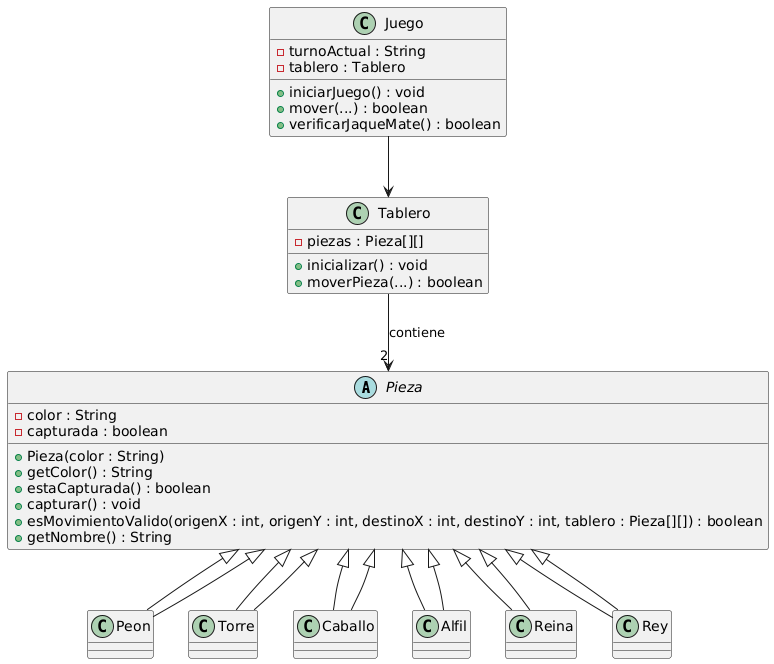 C Juego
turnoActual : String
tablero : Tablero
iniciarJuego() : void
mover(...) : boolean
verificarJaqueMate() : boolean
C Tablero
piezas : Pieza[][]
inicializar() : void
moverPieza(...) : boolean
contiene
2
A Pieza
color : String
capturada : boolean
Pieza(color : String)
getColor() : String
estaCapturada() : boolean
capturar() : void
esMovimientoValido(origenX : int, origenY : int, destinoX : int, destinoY : int, tablero : Pieza[][]) : boolean
getNombre() : String
C Peon
C Torre
C Caballo
C Alfil
C Reina
C Rey